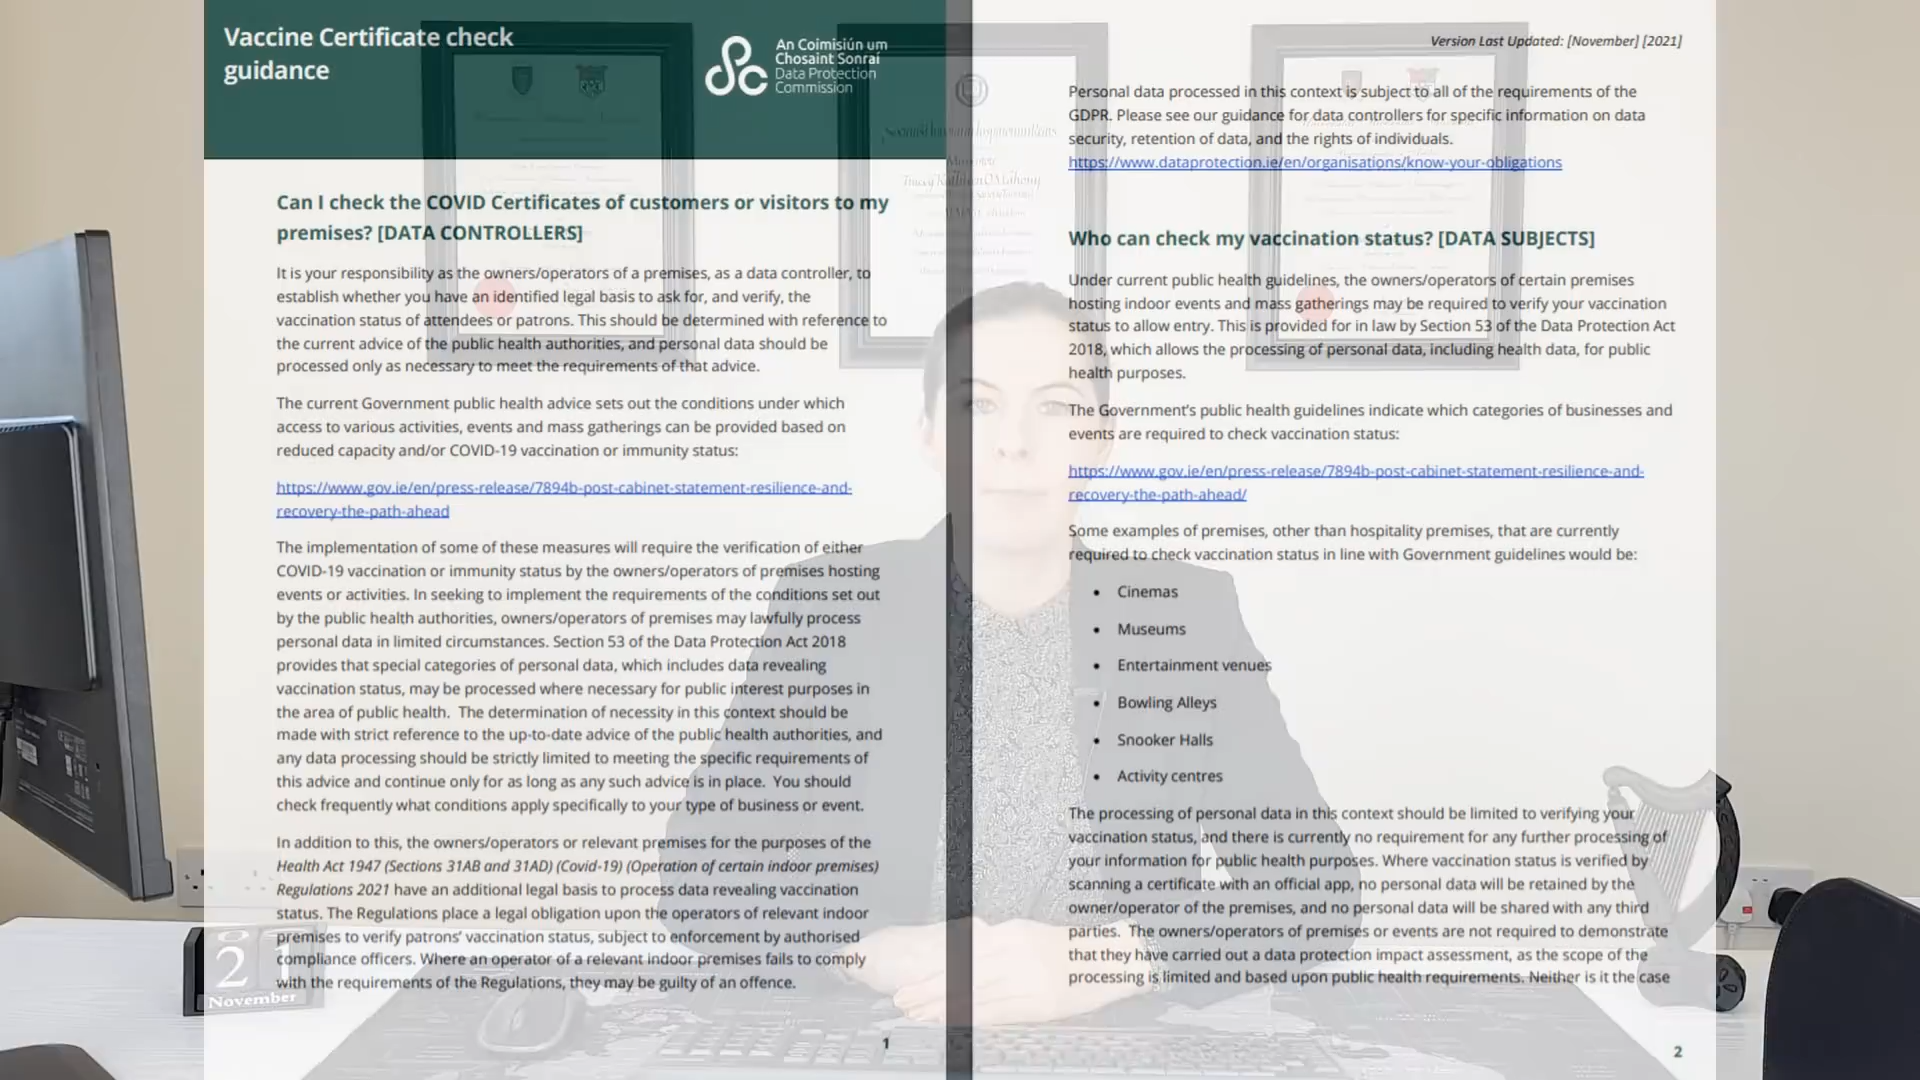 Vaccine Certificate check
guidance
An Coimisiún um
Chosaint Sonraí
Data Protection
Commission
Can I check the COVID Certificates of customers or visitors to my
premises? [DATA CONTROLLERS]
It is your responsibility as the owners/operators of a premises, as a data controller, to
establish whether you have an identified legal basis to ask for, and verify, the
vaccination status of attendees or patrons. This should be determined with reference to
the current advice of the public health authorities, and personal data should be
processed only as necessary to meet the requirements of that advice.
The current Government public health advice sets out the conditions under which
access to various activities, events and mass gatherings can be provided based on
reduced capacity and/or COVID-19 vaccination or immunity status:
https://www.gov.ie/en/press-release/7894b-post-cabinet-statement-resilience-and-
recovery-the-path-ahead
The implementation of some of these measures will require the verification of either
COVID-19 vaccination or immunity status by the owners/operators of premises hosting
events or activities. In seeking to implement the requirements of the conditions set out
by the public health authorities, owners/operators of premises may lawfully process
personal data in limited circumstances. Section 53 of the Data Protection Act 2018
provides that special categories of personal data, which includes data revealing
vaccination status, may be processed where necessary for public interest purposes in
the area of public health. The determination of necessity in this context should be
made with strict reference to the up-to-date advice of the public health authorities, and
any data processing should be strictly limited to meeting the specific requirements of
this advice and continue only for as long as any such advice is in place. You should
check frequently what conditions apply specifically to your type of business or event.
In addition to this, the owners/operators or relevant premises for the purposes of the
Health Act 1947 (Sections 31AB and 31AD) (Covid-19) (Operation of certain indoor premises)
Regulations 2021 have an additional legal basis to process data revealing vaccination
status. The Regulations place a legal obligation upon the operators of relevant indoor
premises to verify patrons' vaccination status, subject to enforcement by authorised
compliance officers. Where an operator of a relevant indoor premises fails to comply
with the requirements of the Regulations, they may be guilty of an offence.
1
Version Last Updated: [November] [2021]
Personal data processed in this context is subject to all of the requirements of the
GDPR. Please see our guidance for data controllers for specific information on data
security, retention of data, and the rights of individuals.
https://www.dataprotection.ie/en/organisations/know-your-obligations
Who can check my vaccination status? [DATA SUBJECTS]
Under current public health guidelines, the owners/operators of certain premises
hosting indoor events and mass gatherings may be required to verify your vaccination
status to allow entry. This is provided for in law by Section 53 of the Data Protection Act
2018, which allows the processing of personal data, including health data, for public
health purposes.
The Government's public health guidelines indicate which categories of businesses and
events are required to check vaccination status:
https://www.gov.ie/en/press-release/7894b-post-cabinet-statement-resilience-and-
recovery-the-path-ahead/
Some examples of premises, other than hospitality premises, that are currently
required to check vaccination status in line with Government guidelines would be:
• Cinemas
• Museums
• Entertainment venues
• Bowling Alleys
• Snooker Halls
• Activity centres
The processing of personal data in this context should be limited to verifying your
vaccination status, and there is currently no requirement for any further processing of
your information for public health purposes. Where vaccination status is verified by
scanning a certificate with an official app, no personal data will be retained by the
owner/operator of the premises, and no personal data will be shared with any third
parties. The owners/operators of premises or events are not required to demonstrate
that they have carried out a data protection impact assessment, as the scope of the
processing is limited and based upon public health requirements. Neither is it the case
2
21
November